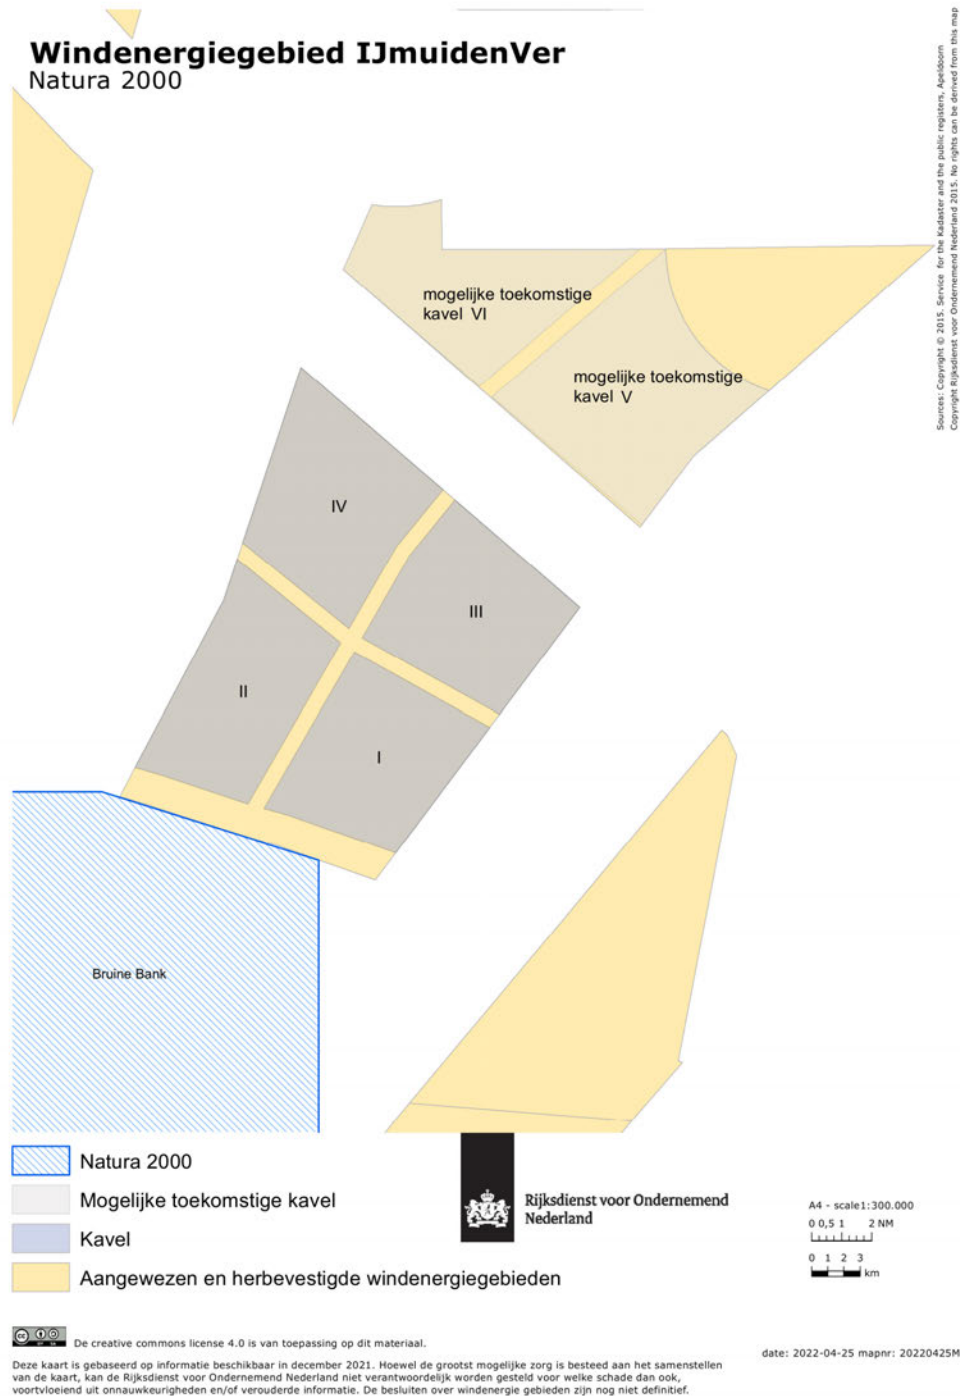 Windenergiegebied IJmuidenVer
Natura 2000
Sources: Copyright © 2015. Service for the Kadaster and the public registers, Apeldoorn
Copyright Rijksdienst voor Ondernemend Nederland 2015. No rights can be derived from this map
mogelijke toekomstige
kavel VI
mogelijke toekomstige
kavel V
IV
III
II
I
Bruine Bank
Natura 2000
Mogelijke toekomstige kavel
Kavel
Aangewezen en herbevestigde windenergiegebieden
Rijksdienst voor Ondernemend
Nederland
A4 - scale1:300.000
0 0,5 1 2 NM
0 1 2 3
km
De creative commons license 4.0 is van toepassing op dit materiaal.
date: 2022-04-25 mapnr: 20220425M
Deze kaart is gebaseerd op informatie beschikbaar in december 2021. Hoewel de grootst mogelijke zorg is besteed aan het samenstellen
van de kaart, kan de Rijksdienst voor Ondernemend Nederland niet verantwoordelijk worden gesteld voor welke schade dan ook,
voortvloeiend uit onnauwkeurigheden en/of verouderde informatie. De besluiten over windenergie gebieden zijn nog niet definitief.